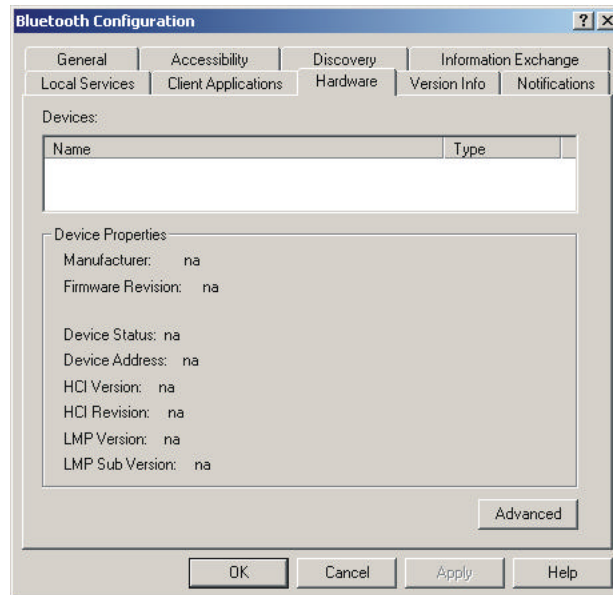 Bluetooth Configuration
General Accessibility Discovery Information Exchange
Local Services Client Applications Hardware Version Info Notifications
Devices:
Name Type
Device Properties
Manufacturer: na
Firmware Revision: na
Device Status: na
Device Address: na
HCI Version: na
HCI Revision: na
LMP Version: na
LMP Sub Version: na
Advanced
OK Cancel Apply Help